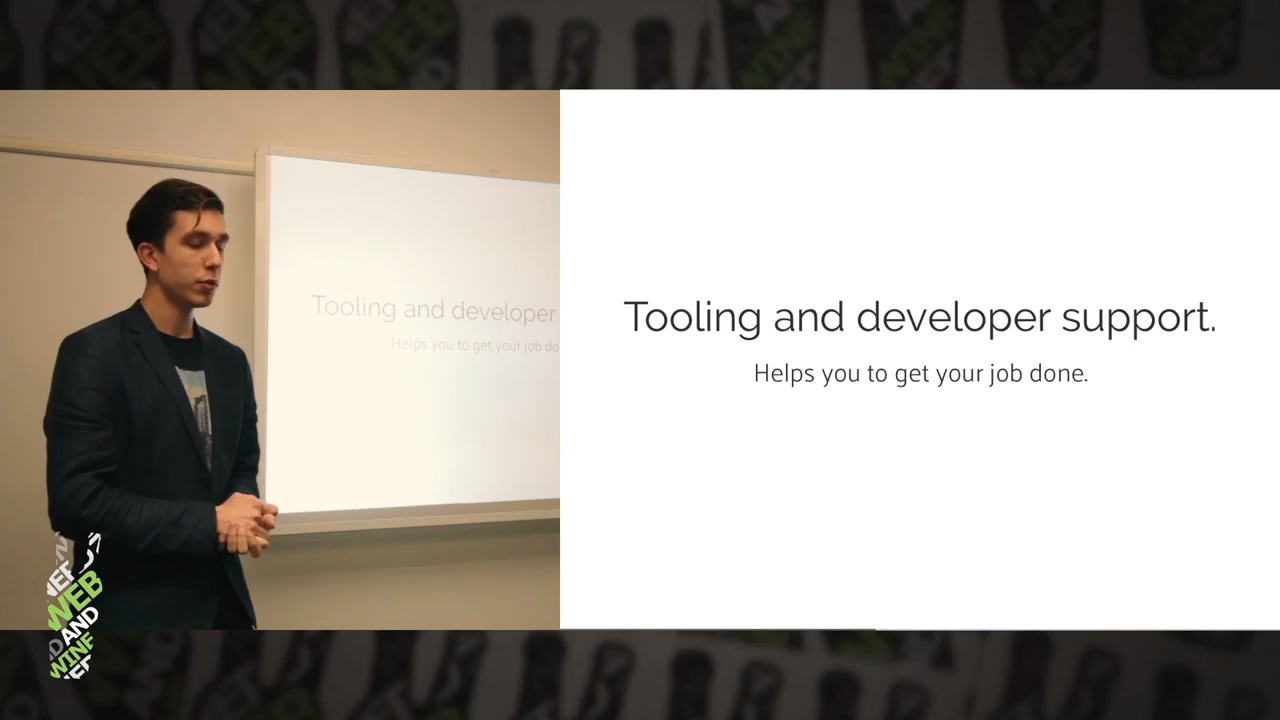 Tooling and developer
Helps you to get your job do
Tooling and developer support.
Helps you to get your job done.
WEB
AND
WINE